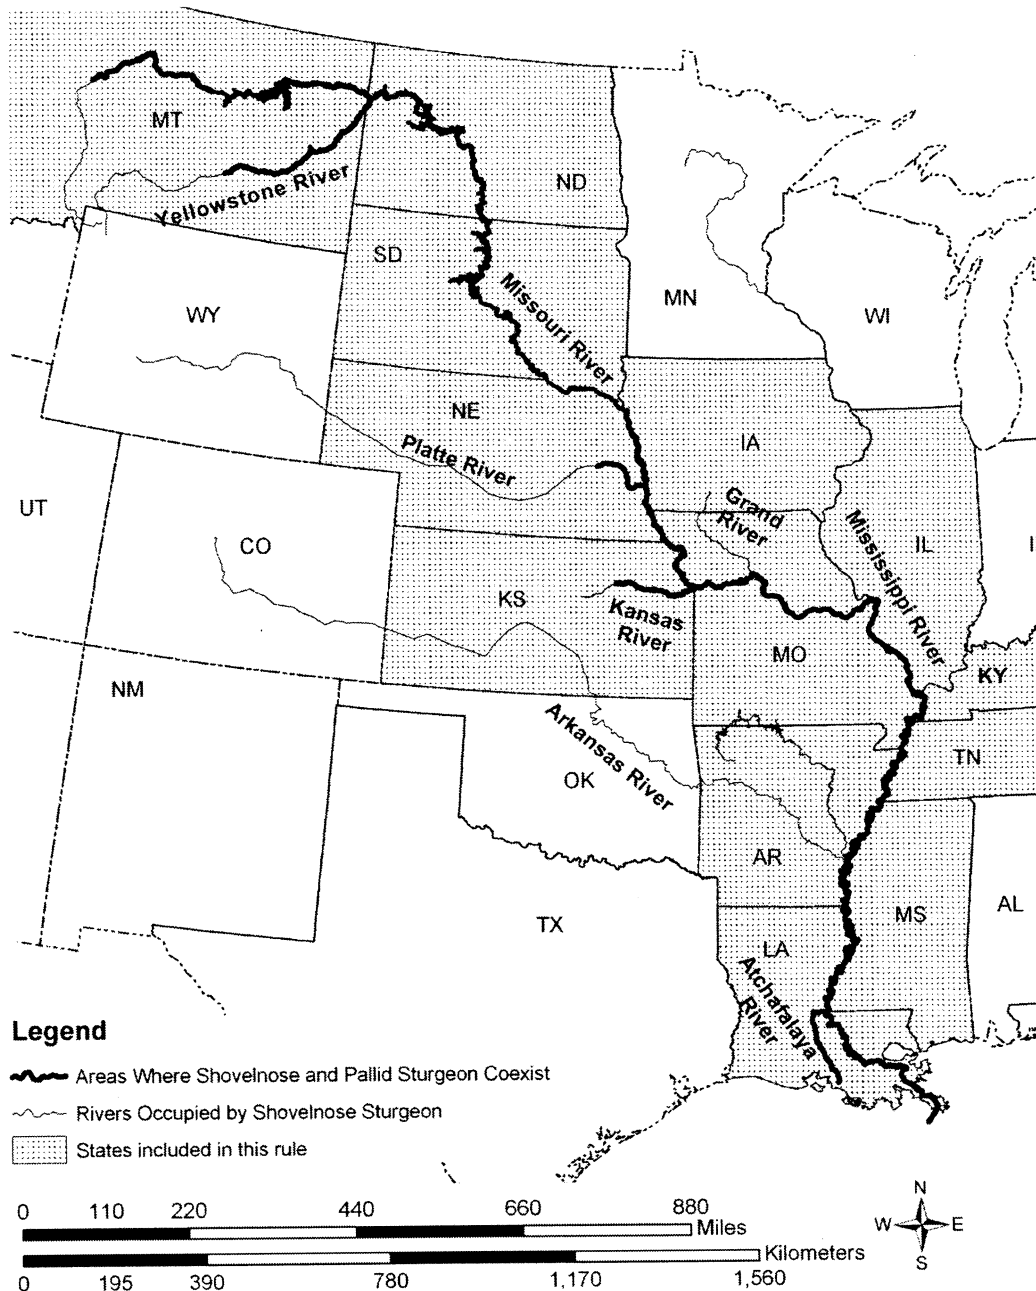 MT
Yellowstone River
ND
SD
Missouri River
MN
WI
WY
NE
Platte River
IA
Grand
River
UT
CO
Mississippi River
IL
I
KS
Kansas
River
MO
KY
NM
Arkansas River
OK
TN
AR
TX
MS
AL
LA
Atchafalaya
River
Legend
Areas Where Shovelnose and Pallid Sturgeon Coexist
Rivers Occupied by Shovelnose Sturgeon
States included in this rule
0 110 220 440 660 880
Miles
Kilometers
0 195 390 780 1,170 1,560
N
W E
S